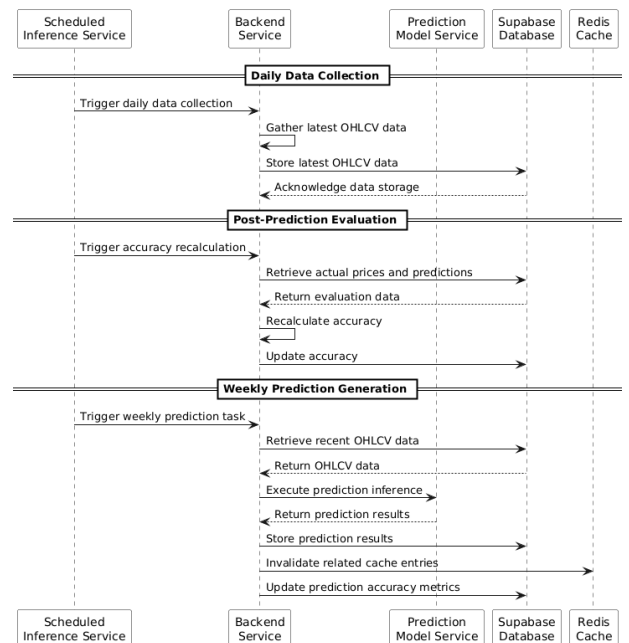 Scheduled
Inference Service
Backend
Service
Prediction
Model Service
Supabase
Database
Redis
Cache
Daily Data Collection
Trigger daily data collection
Gather latest OHLCV data
Store latest OHLCV data
Acknowledge data storage
Post-Prediction Evaluation
Trigger accuracy recalculation
Retrieve actual prices and predictions
Return evaluation data
Recalculate accuracy
Update accuracy
Weekly Prediction Generation
Trigger weekly prediction task
Retrieve recent OHLCV data
Return OHLCV data
Execute prediction inference
Return prediction results
Store prediction results
Invalidate related cache entries
Update prediction accuracy metrics
Scheduled
Inference Service
Backend
Service
Prediction
Model Service
Supabase
Database
Redis
Cache